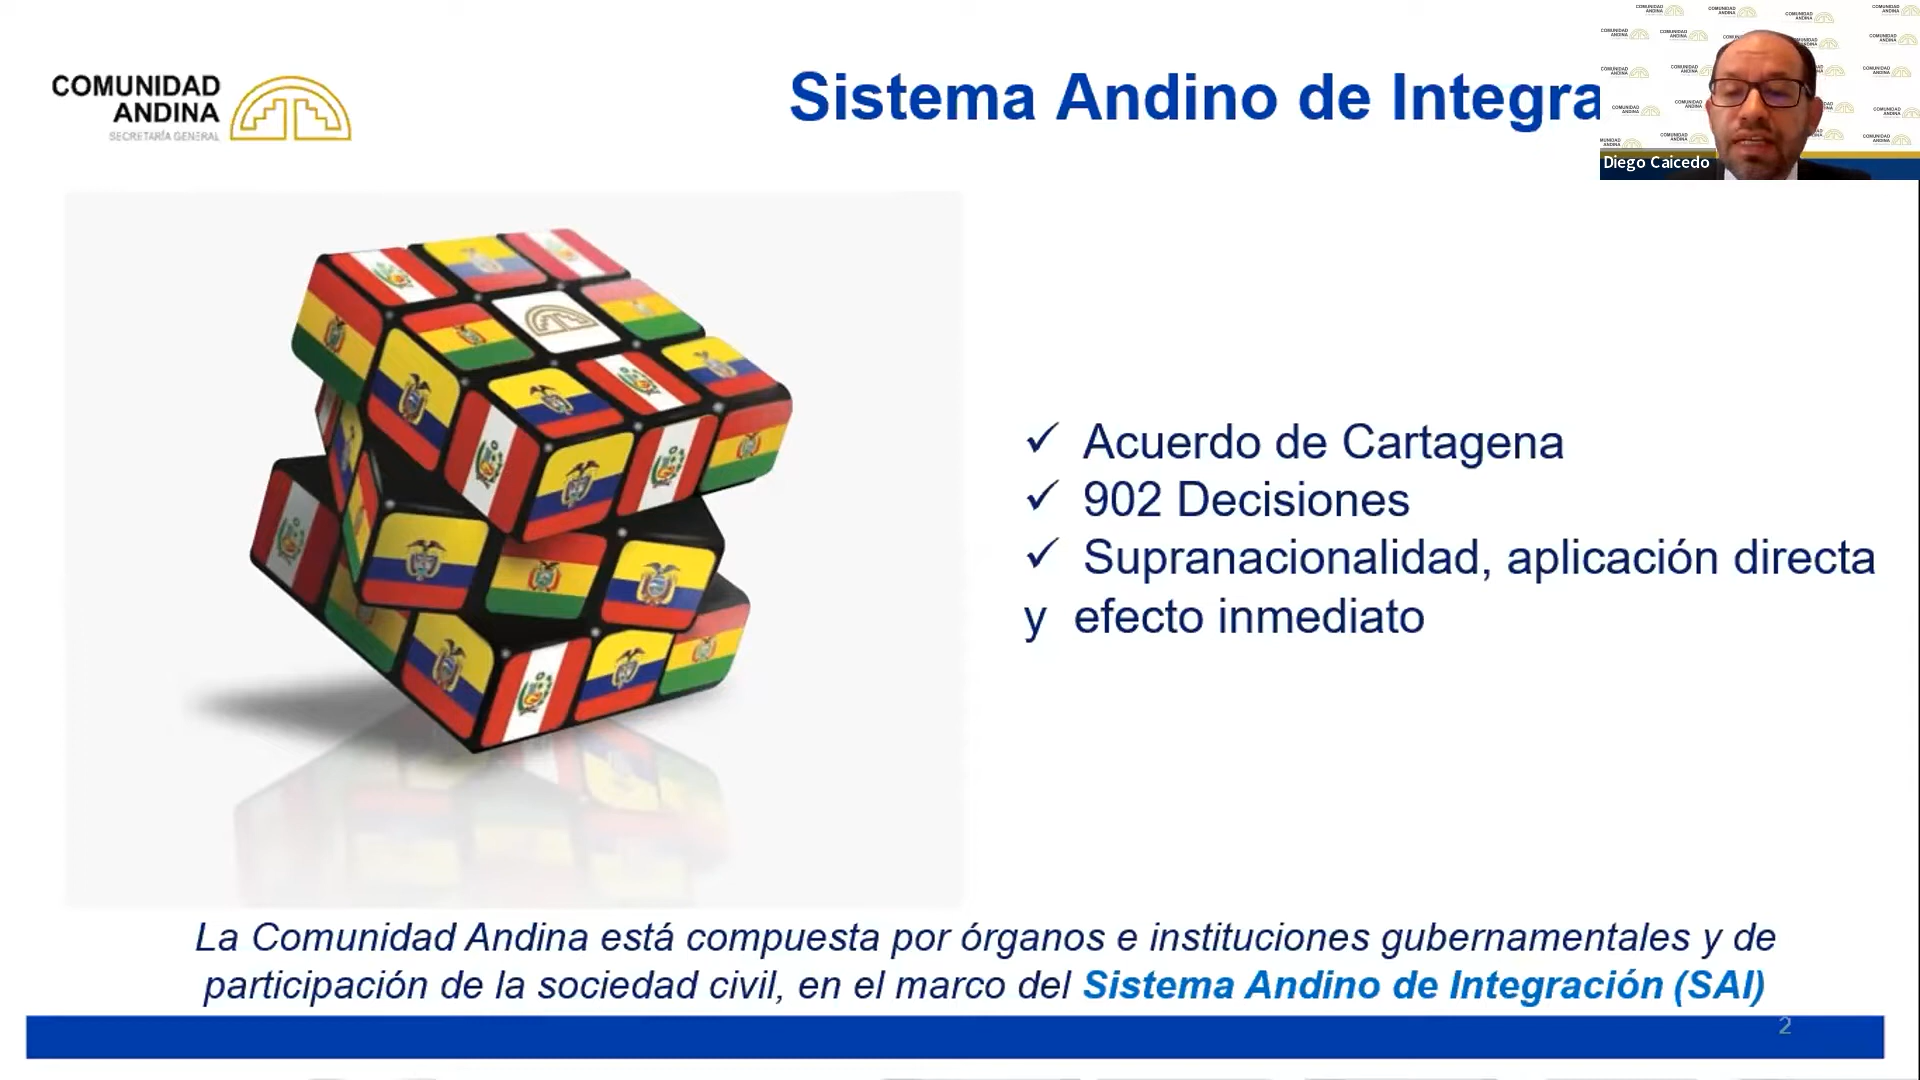 COMUNIDAD
ANDINA
SECRETARÍA GENERAL
Sistema Andino de Integra
Diego Caicedo
✓ Acuerdo de Cartagena
✓ 902 Decisiones
✓ Supranacionalidad, aplicación directa
y efecto inmediato
La Comunidad Andina está compuesta por órganos e instituciones gubernamentales y de
participación de la sociedad civil, en el marco del Sistema Andino de Integración (SAI)
2